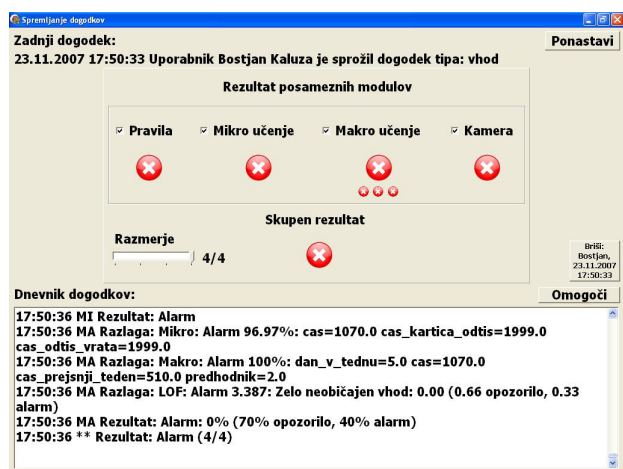 Spremljanje dogodkov
Zadnji dogodek:
Ponastavi
23.11.2007 17:50:33 Uporabnik Bostjan Kaluza je sprožil dogodek tipa: vhod
Rezultat posameznih modulov
Pravila
Mikro učenje
Makro učenje
Kamera
Skupen rezultat
Razmerje
4/4
Briši:
Bostjan,
23.11.2007
17:50:33
Dnevnik dogodkov:
Omogoči
17:50:36 MI Rezultat: Alarm
17:50:36 MA Razlaga: Mikro: Alarm 96.97%: cas=1070.0 cas_kartica_odtis=1999.0
cas_odtis_vrata=1999.0
17:50:36 MA Razlaga: Makro: Alarm 100%: dan_v_tednu=5.0 cas=1070.0
cas_prejsnji_teden=510.0 predhodnik=2.0
17:50:36 MA Razlaga: LOF: Alarm 3.387: Zelo neobičajen vhod: 0.00 (0.66 opozorilo, 0.33
alarm)
17:50:36 MA Rezultat: Alarm: 0% (70% opozorilo, 40% alarm)
17:50:36 ** Rezultat: Alarm (4/4)